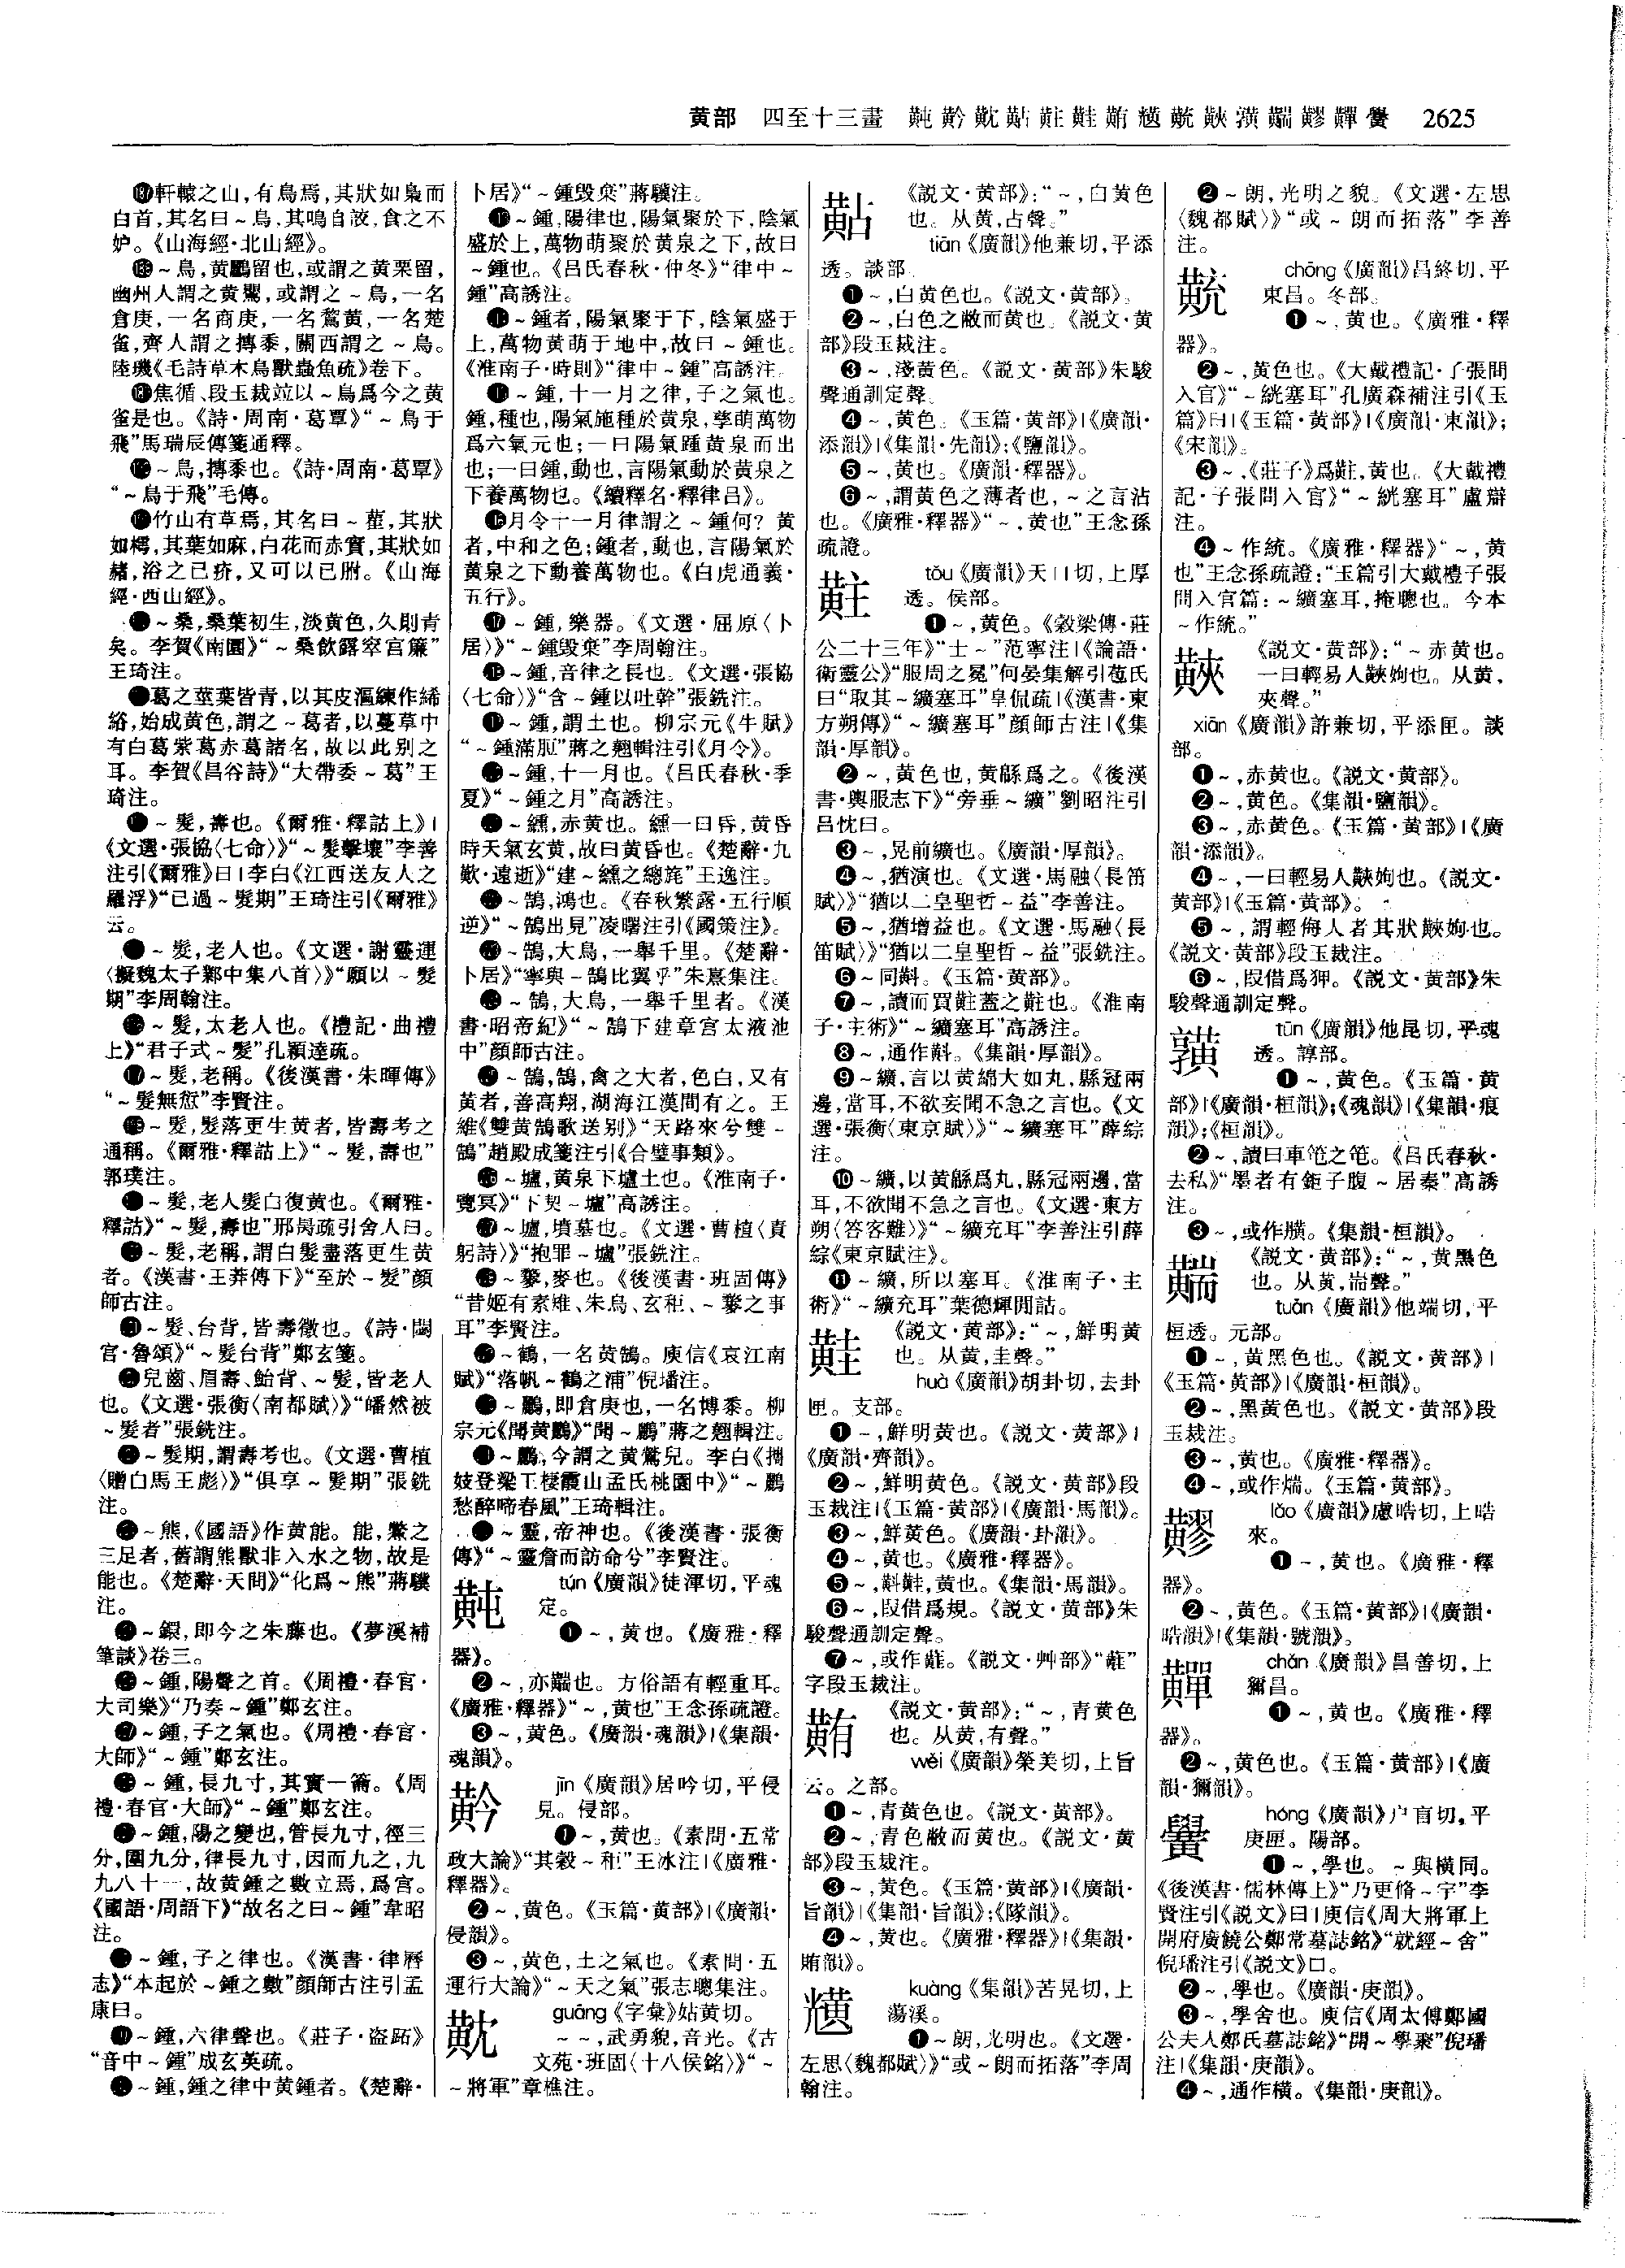 黄部 四至十三畫 黗黅黆黇黈黊黋 2625
軒轅之山,有鳥焉,其狀如梟而
白首,其名曰~鳥,其鳴自詨,食之不
妒。《山海經·北山經》。
~鳥,黄鸝留也,或謂之黄栗留,
幽州人謂之黄鸎,或謂之~鳥,一名
倉庚,一名商庚,一名鵹黄,一名楚
雀,齊人謂之摶黍,關西謂之~鳥。
陸璣《毛詩草木鳥獸蟲魚疏》卷下。
焦循、段玉裁竝以~鳥爲今之黄
雀是也。《詩·周南·葛覃》“~鳥于
飛”馬瑞辰傳箋通釋。
~鳥,摶黍也。《詩·周南·葛覃》
“~鳥于飛”毛傳。
竹山有草焉,其名曰~雚,其狀
如樗,其葉如麻,白花而赤實,其狀如
赭,浴之已疥,又可以已胕。《山海
經·西山經》。
~桑,桑葉初生,淡黄色,久則青
矣。李賀《南園》“~桑飲露窣宫簾”
王琦注。
葛之莖葉皆青,以其皮漚練作絺
綌,始成黄色,謂之~葛者,以蔓草中
有白葛紫葛赤葛諸名,故以此别之
耳。李賀《昌谷詩》“大帶委~葛”王
琦注。
~髮,壽也。《爾雅·釋詁上》|
《文選·張協〈七命〉》“~髮擊壤”李善
注引《爾雅》曰|李白《江西送友人之
羅浮》“已過~髮期”王琦注引《爾雅》
云。
~髮,老人也。《文選·謝靈運
〈擬魏太子鄴中集八首〉》“願以~髮
期”李周翰注。
~髮,太老人也。《禮記·曲禮
上》“君子式~髮”孔穎達疏。
~髮,老稱。《後漢書·朱暉傳》
“~髮無愆”李賢注。
~髮,髮落更生黄者,皆壽考之
通稱。《爾雅·釋詁上》“~髮,壽也”
郭璞注。
~髮,老人髮白復黄也。《爾雅·
釋詁》“~髮,壽也”邢昺疏引舍人曰。
~髮,老稱,謂白髮盡落更生黄
者。《漢書·王莽傳下》“至於~髮”顔
師古注。
~髮、台背,皆壽徵也。《詩·閟
宫·魯頌》“~髮台背”鄭玄箋。
兒齒、眉壽、鮐背、~髮,皆老人
也。《文選·張衡〈南都賦〉》“皤然被
~髮者”張銑注。
~髮期,謂壽考也。《文選·曹植
〈贈白馬王彪〉》“俱享~髮期”張銑
注。
~熊,《國語》作黄能。能,鱉之
三足者,舊謂熊獸非入水之物,故是
能也。《楚辭·天問》“化爲~熊”蔣驥
注。
~鐶,即今之朱藤也。《夢溪補
筆談》卷三。
~鍾,陽聲之首。《周禮·春官·
大司樂》“乃奏~鍾”鄭玄注。
~鍾,子之氣也。《周禮·春官·
大師》“~鍾”鄭玄注。
~鍾,長九寸,其實一籥。《周
禮·春官·大師》“~鍾”鄭玄注。
~鍾,陽之變也,管長九寸,徑三
分,圍九分,律長九寸,因而九之,九
九八十一,故黄鍾之數立焉,爲宫。
《國語·周語下》“故名之曰~鍾”韋昭
注。
~鍾,子之律也。《漢書·律曆
志》“本起於~鍾之數”顔師古注引孟
康曰。
~鍾,六律聲也。《莊子·盜跖》
“音中~鍾”成玄英疏。
~鍾,鍾之律中黄鍾者。《楚辭·
卜居》“~鍾毁棄”蔣驥注。
~鍾,陽律也,陽氣聚於下,陰氣
盛於上,萬物萌聚於黄泉之下,故曰
~鍾也。《吕氏春秋·仲冬》“律中~
鍾”高誘注。
~鍾者,陽氣聚于下,陰氣盛于
上,萬物黄萌于地中,故曰~鍾也。
《淮南子·時則》“律中~鍾”高誘注。
~鍾,十一月之律,子之氣也。
鍾,種也,陽氣施種於黄泉,孳萌萬物
爲六氣元也;一曰陽氣踵黄泉而出
也;一曰鍾,動也,言陽氣動於黄泉之
下養萬物也。《續釋名·釋律吕》。
月令十一月律謂之~鍾何?黄
者,中和之色;鍾者,動也,言陽氣於
黄泉之下動養萬物也。《白虎通義·
五行》。
~鍾,樂器。《文選·屈原〈卜
居〉》“~鍾毁棄”李周翰注。
~鍾,音律之長也。《文選·張協
〈七命〉》“含~鍾以吐幹”張銑注。
~鍾,謂土也。柳宗元《牛賦》
“~鍾滿脰”蔣之翹輯注引《月令》。
~鍾,十一月也。《吕氏春秋·季
夏》“~鍾之月”高誘注。
~纁,赤黄也。纁一曰昏,黄昏
時天氣玄黄,故曰黄昏也。《楚辭·九
歎·遠逝》“建~纁之總旄”王逸注。
~鵠,鴻也。《春秋繁露·五行順
逆》“~鵠出見”凌曙注引《國策注》。
~鵠,大鳥,一舉千里。《楚辭·
卜居》“寧與~鵠比翼乎”朱熹集注。
~鵠,大鳥,一舉千里者。《漢
書·昭帝紀》“~鵠下建章宫太液池
中”顔師古注。
~鵠,鵠,禽之大者,色白,又有
黄者,善高翔,湖海江漢間有之。王
維《雙黄鵠歌送别》“天路來兮雙~
鵠”趙殿成箋注引《合璧事類》。
~壚,黄泉下壚土也。《淮南子·
覽冥》“下契~壚”高誘注。
~壚,墳墓也。《文選·曹植〈責
躬詩〉》“抱罪~壚”張銑注。
~鶖,麥也。《後漢書·班固傳》
“昔姬有素雉、朱烏、玄秬、~鶖之事
耳”李賢注。
~鶴,一名黄鵠。庾信《哀江南
賦》“落帆~鶴之浦”倪璠注。
~鸝,即倉庚也,一名博黍。柳
宗元《聞黄鸝》“聞~鸝”蔣之翹輯注。
~鸝,今謂之黄鶯兒。李白《携
妓登梁王棲霞山孟氏桃園中》“~鸝
愁醉啼春風”王琦輯注。
~靈,帝神也。《後漢書·張衡
傳》“~靈詹而訪命兮”李賢注。
黗 tún《廣韻》徒渾切,平魂
定。
❶~,黄也。《廣雅·釋
器》。
❷~,亦黇也。方俗語有輕重耳。
《廣雅·釋器》“~,黄也”王念孫疏證。
❸~,黄色。《廣韻·魂韻》|《集韻·
魂韻》。
黅 jīn《廣韻》居吟切,平侵
見。侵部。
❶~,黄也。《素問·五常
政大論》“其穀~秬”王冰注|《廣雅·
釋器》。
❷~,黄色。《玉篇·黄部》|《廣韻·
侵韻》。
❸~,黄色,土之氣也。《素問·五
運行大論》“~天之氣”張志聰集注。
黆 guāng《字彙》姑黄切。
~~,武勇貌,音光。《古
文苑·班固〈十八侯銘〉》“~
~將軍”章樵注。
黇 《説文·黄部》:“~,白黄色
也。从黄,占聲。”
tiān《廣韻》他兼切,平添
透。談部。
❶~,白黄色也。《説文·黄部》。
❷~,白色之敝而黄也。《説文·黄
部》段玉裁注。
❸~,淺黄色。《説文·黄部》朱駿
聲通訓定聲。
❹~,黄色。《玉篇·黄部》|《廣韻·
添韻》|《集韻·先韻》;《鹽韻》。
❺~,黄也。《廣韻·釋器》。
❻~,謂黄色之薄者也,~之言沾
也。《廣雅·釋器》“~,黄也”王念孫
疏證。
黈 tǒu《廣韻》天口切,上厚
透。侯部。
❶~,黄色。《穀梁傳·莊
公二十三年》“士~”范寧注|《論語·
衛靈公》“服周之冕”何晏集解引苞氏
曰“取其~纊塞耳”皇侃疏|《漢書·東
方朔傳》“~纊塞耳”顔師古注|《集
韻·厚韻》。
❷~,黄色也,黄緜爲之。《後漢
書·輿服志下》“旁垂~纊”劉昭注引
吕忱曰。
❸~,冕前纊也。《廣韻·厚韻》。
❹~,猶演也。《文選·馬融〈長笛
賦〉》“猶以二皇聖哲~益”李善注。
❺~,猶增益也。《文選·馬融〈長
笛賦〉》“猶以二皇聖哲~益”張銑注。
❻~同㪷。《玉篇·黄部》。
❼~,讀而買黈蓋之黈也。《淮南
子·主術》“~纊塞耳”高誘注。
❽~,通作㪷。《集韻·厚韻》。
❾~纊,言以黄綿大如丸,縣冠兩
邊,當耳,不欲妄聞不急之言也。《文
選·張衡〈東京賦〉》“~纊塞耳”薛綜
注。
❿~纊,以黄緜爲丸,縣冠兩邊,當
耳,不欲聞不急之言也。《文選·東方
朔〈答客難〉》“~纊充耳”李善注引薛
綜《東京賦注》。
⓫~纊,所以塞耳。《淮南子·主
術》“~纊充耳”葉德輝閒詁。
黊 《説文·黄部》:“~,鮮明黄
也。从黄,圭聲。”
huà《廣韻》胡卦切,去卦
匣。支部。
❶~,鮮明黄也。《説文·黄部》|
《廣韻·齊韻》。
❷~,鮮明黄色。《説文·黄部》段
玉裁注|《玉篇·黄部》|《廣韻·馬韻》。
❸~,鮮黄色。《廣韻·卦韻》。
❹~,黄也。《廣雅·釋器》。
❺~,黊,黄也。《集韻·馬韻》。
❻~,叚借爲規。《説文·黄部》朱
駿聲通訓定聲。
❼~,或作蘳。《説文·艸部》“蘳”
字段玉裁注。
《説文·黄部》:“~,青黄色
也。从黄,有聲。”
wěi《廣韻》榮美切,上旨
云。之部。
❶~,青黄色也。《説文·黄部》。
❷~,青色敝而黄也。《説文·黄
部》段玉裁注。
❸~,黄色。《玉篇·黄部》|《廣韻·
旨韻》|《集韻·旨韻》;《隊韻》。
❹~,黄也。《廣雅·釋器》|《集韻·
賄韻》。
kuàng《集韻》苦晃切,上
蕩溪。
❶~朗,光明也。《文選·
左思〈魏都賦〉》“或~朗而拓落”李周
翰注。
❷~朗,光明之貌。《文選·左思
〈魏都賦〉》“或~朗而拓落”李善
注。
chōng《廣韻》昌終切,平
東昌。冬部。
❶~,黄也。《廣雅·釋
器》。
❷~,黄色也。《大戴禮記·子張問
入官》“~絖塞耳”孔廣森補注引《玉
篇》曰|《玉篇·黄部》|《廣韻·東韻》;
《宋韻》。
❸~,《莊子》爲黈,黄也。《大戴禮
記·子張問入官》“~絖塞耳”盧辯
注。
❹~作統。《廣雅·釋器》“~,黄
也”王念孫疏證:“玉篇引大戴禮子張
問入官篇:~纊塞耳,掩聰也。今本
~作統。”
《説文·黄部》:“~赤黄也。
一曰輕易人㛍姁也。从黄,
夾聲。”
xiān《廣韻》許兼切,平添匣。談
部。
❶~,赤黄也。《説文·黄部》。
❷~,黄色。《集韻·鹽韻》。
❸~,赤黄色。《玉篇·黄部》|《廣
韻·添韻》。
❹~,一曰輕易人姁也。《説文·
黄部》|《玉篇·黄部》。
❺~,謂輕侮人者其狀姁也。
《説文·黄部》段玉裁注。
❻~,叚借爲狎。《説文·黄部》朱
駿聲通訓定聲。
tūn《廣韻》他昆切,平魂
透。諄部。
❶~,黄色。《玉篇·黄
部》|《廣韻·桓韻》;《魂韻》|《集韻·痕
韻》;《桓韻》。
❷~,讀曰車笔之笔。《吕氏春秋·
去私》“墨者有鉅子腹~居秦”高誘
注。
❸~,或作。《集韻·桓韻》。
《説文·黄部》:“~,黄黑色
也。从黄,耑聲。”
tuān《廣韻》他端切,平
桓透。元部。
❶~,黄黑色也。《説文·黄部》|
《玉篇·黄部》|《廣韻·桓韻》。
❷~,黑黄色也。《説文·黄部》段
玉裁注。
❸~,黄也。《廣雅·釋器》。
❹~,或作煓。《玉篇·黄部》。
lǎo《廣韻》盧晧切,上晧
來。
❶~,黄也。《廣雅·釋
器》。
❷~,黄色。《玉篇·黄部》|《廣韻·
晧韻》|《集韻·號韻》。
chǎn《廣韻》昌善切,上
獮昌。
❶~,黄也。《廣雅·釋
器》。
❷~,黄色也。《玉篇·黄部》|《廣
韻·獮韻》。
黌 hóng《廣韻》户盲切,平
庚匣。陽部。
❶~,學也。~與横同。
《後漢書·儒林傳上》“乃更脩~宇”李
賢注引《説文》曰|庾信《周大將軍上
開府廣饒公鄭常墓誌銘》“就經~舍”
倪璠注引《説文》曰。
❷~,學也。《廣韻·庚韻》。
❸~,學舍也。庾信《周太傅鄭國
公夫人鄭氏墓誌銘》“開~學聚”倪璠
注|《集韻·庚韻》。
❹~,通作横。《集韻·庚韻》。